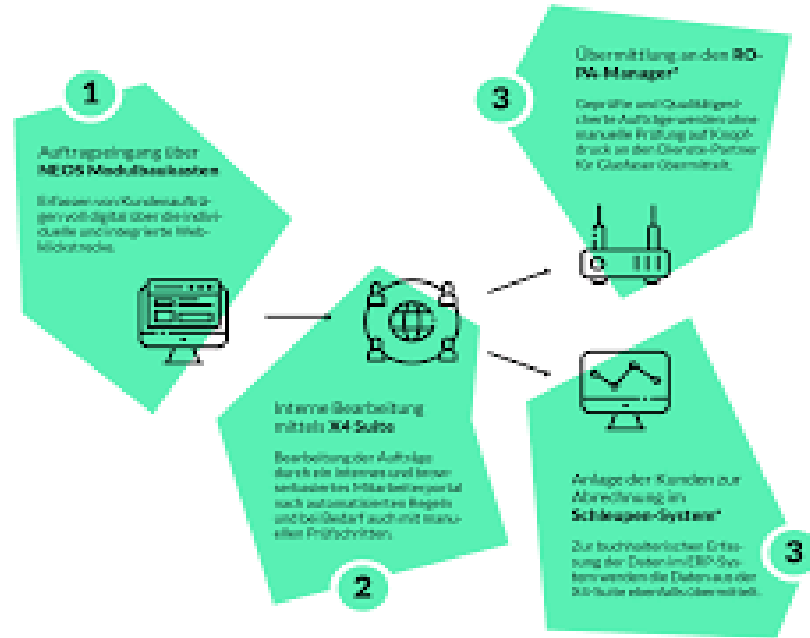 1
Auftragseingang über
NEOS Modulbaukasten
Erfassen von Kundenaufträ-
gen voll digital über die indivi-
duelle und integrierte Web-
klickstrecke.
2
Interne Bearbeitung
mittels X4 Suite
Bearbeitung der Aufträge
durch ein internes und
Mitarbeiterportal
nach automatisierten Regeln
und bei Bedarf auch mit manu-
ellen Prüfschritten.
3
Übermittlung an den RO-
PA-Manager*
Geprüfte und Qualitätgesi-
cherte Aufträge werden ohne
manuelle Prüfung auf Knopf-
druck an den Dienste-Partner
für Glasfaser übermittelt.
Anlage der Kunden zur
Abrechnung im
Schleupen-System*
3
Zur buchhalterischen Erfas-
sung der Daten im ERP-Sys-
tem werden die Daten aus der
X4-Suite ebenfalls übermittelt.